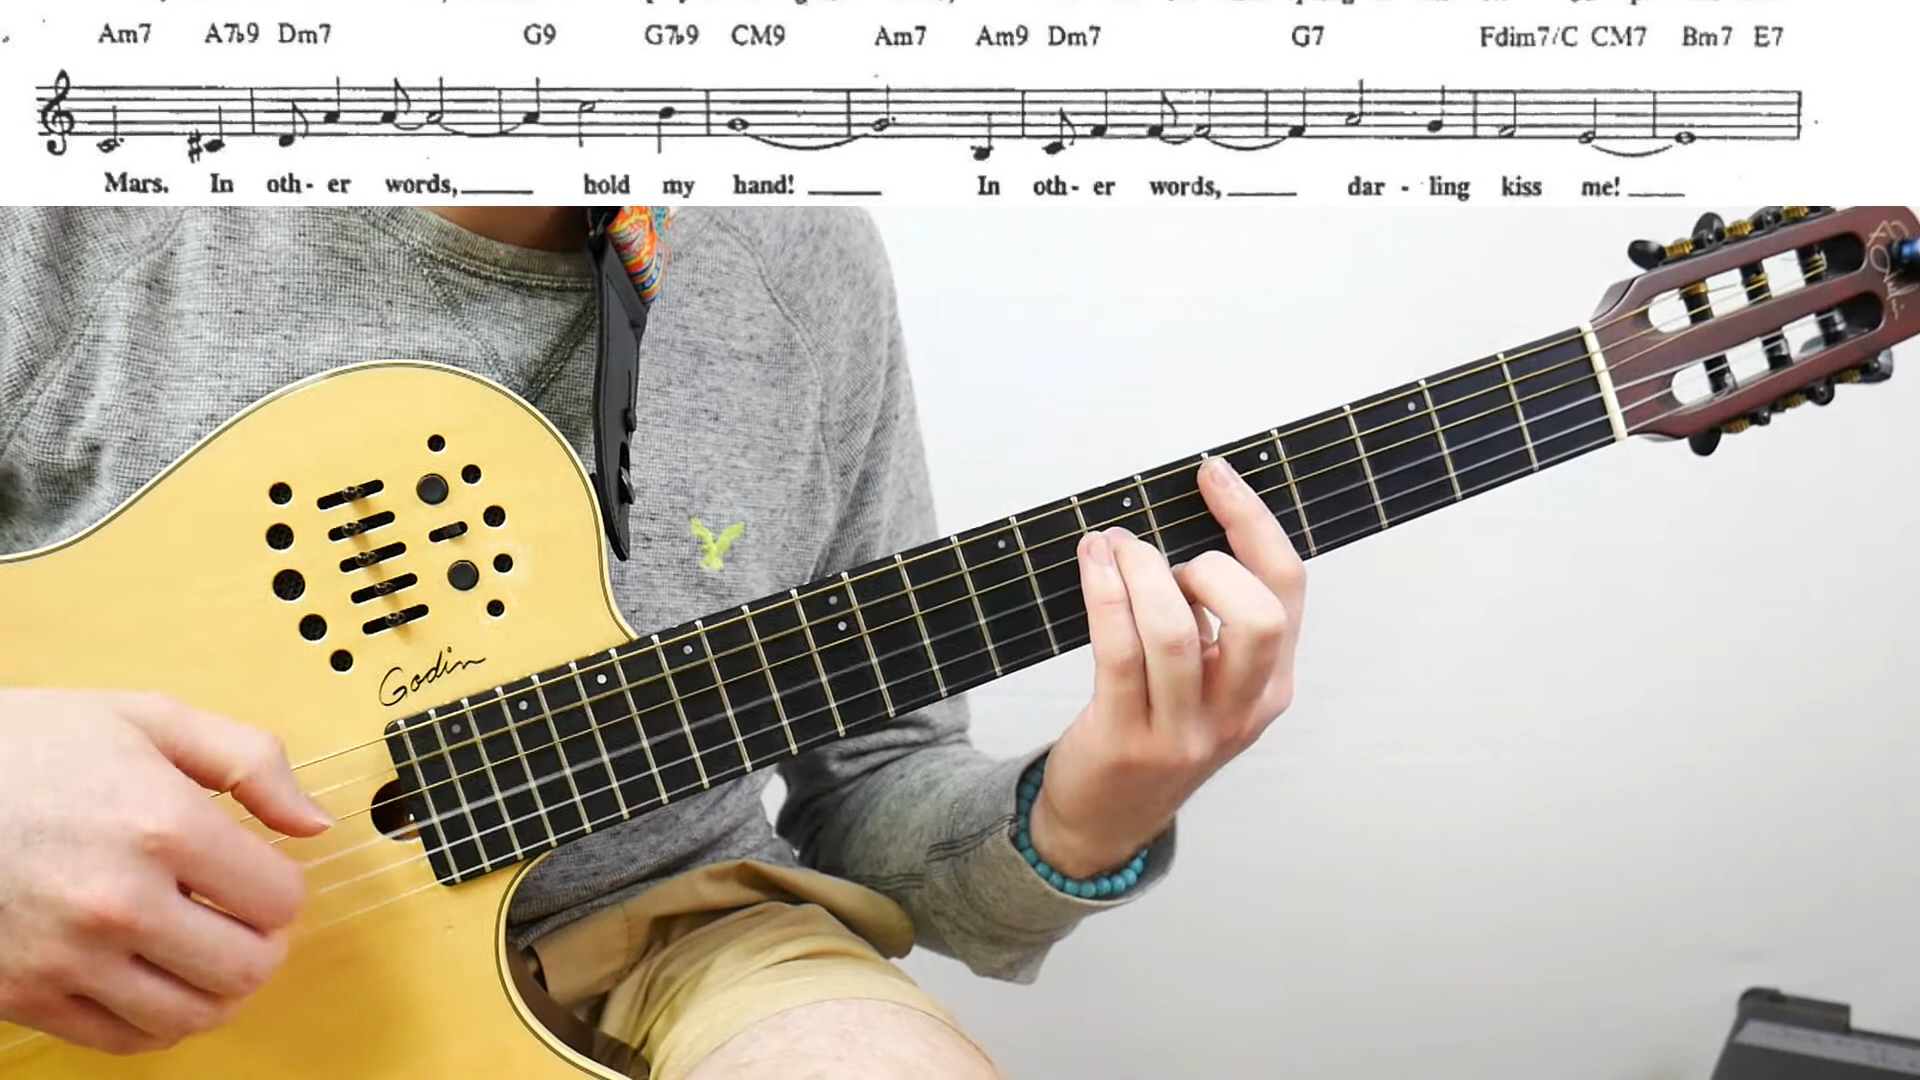 Am7 A7♭9 Dm7 G9 G7♭9 CM9 Am7 Am9 Dm7 G7 Fdim7/C CM7 Bm7 E7
Mars. In oth - er words, hold my hand! In oth - er words, dar - ling kiss me!
Godin
Godin